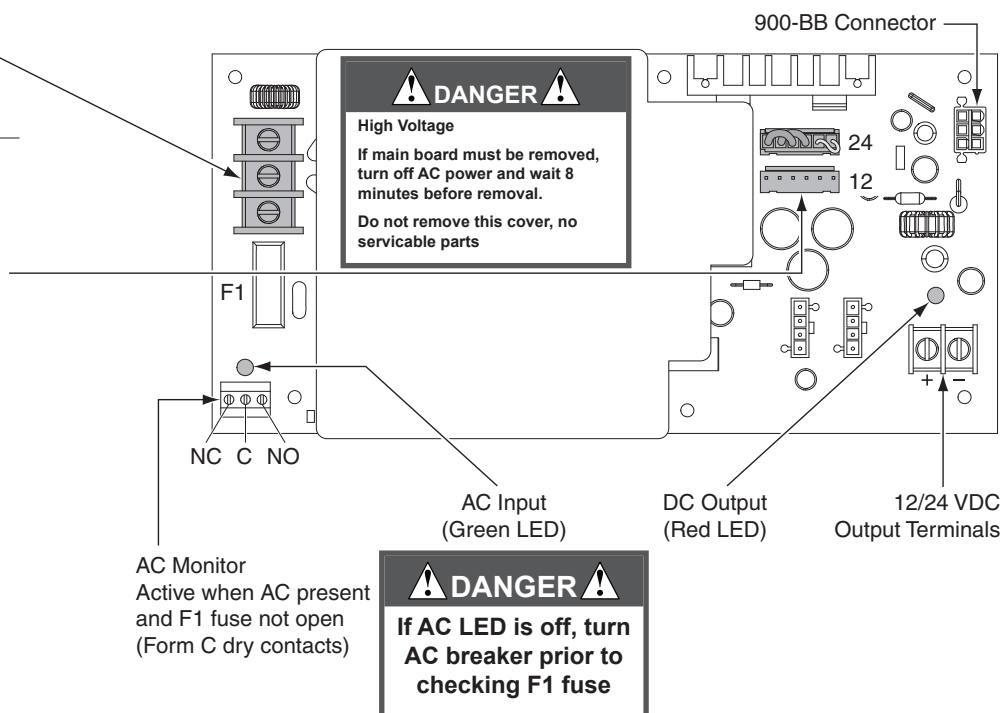 900-BB Connector
DANGER
High Voltage
If main board must be removed,
turn off AC power and wait 8
minutes before removal.
Do not remove this cover, no
servicable parts
24
12
F1
+ −
NC C NO
AC Input
(Green LED)
DC Output
(Red LED)
12/24 VDC
Output Terminals
AC Monitor
Active when AC present
and F1 fuse not open
(Form C dry contacts)
DANGER
If AC LED is off, turn
AC breaker prior to
checking F1 fuse